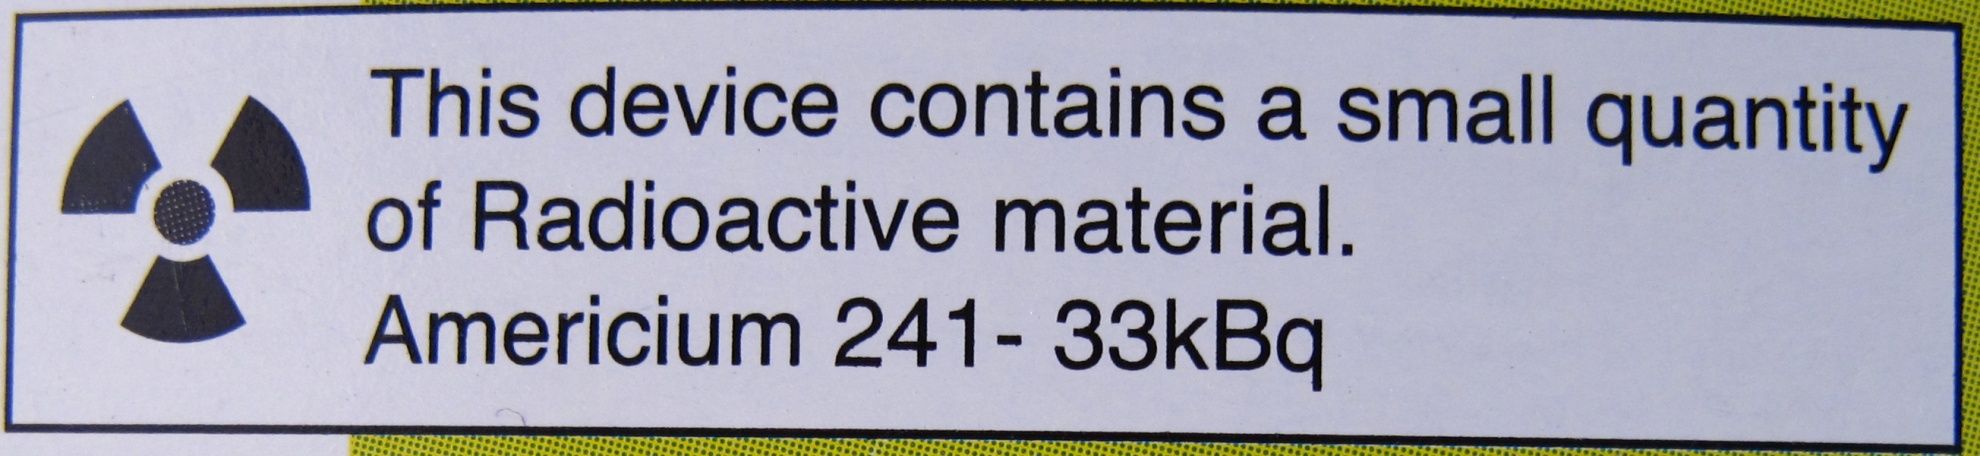 This device contains a small quantity
of Radioactive material.
Americium 241- 33kBq